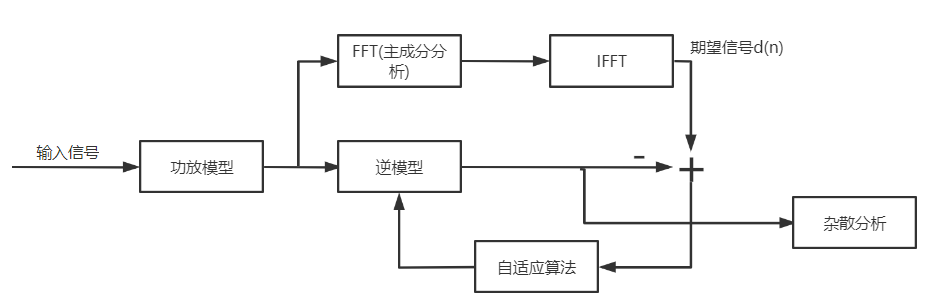 FFT(主成分分
析)
IFFT
期望信号d(n)
输入信号
功放模型
逆模型
杂散分析
自适应算法